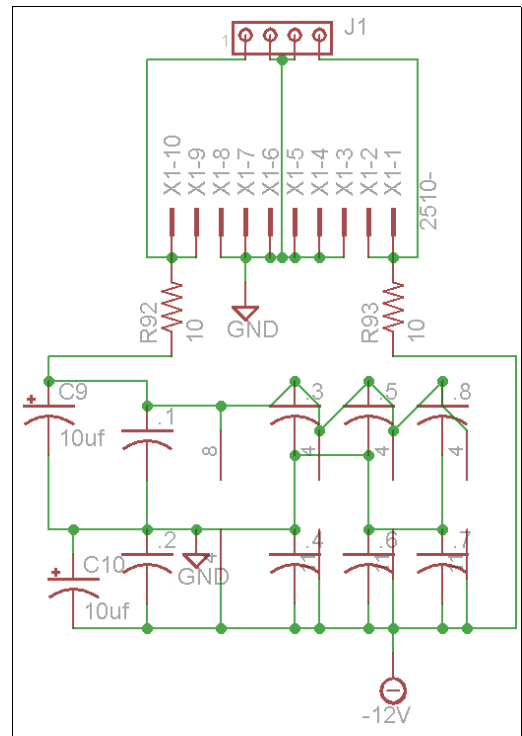 J1
1
X1-10
X1-9
X1-8
X1-7
X1-6
X1-5
X1-4
X1-3
X1-2
X1-1
2510-
GND
R92
10
R93
10
C9
10uf
.1
8
.3
4
.5
4
.8
4
C10
10uf
.2
GND
4
.4
11
.6
.7
-12V